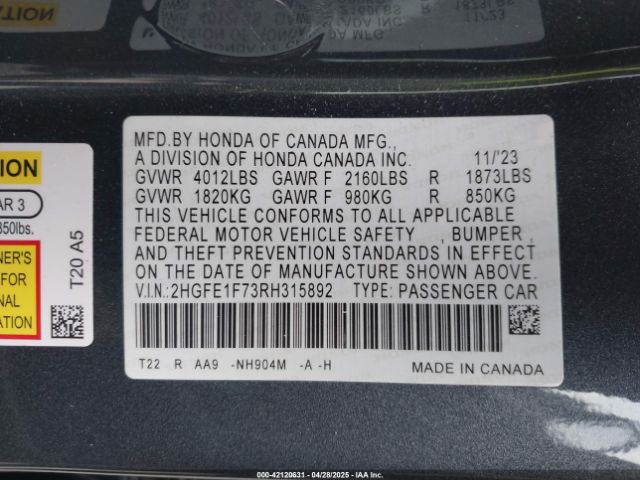 UTION
AR 3
350lbs.
NER'S
FOR
NAL
ATION
T20 A5
MFD.BY HONDA OF CANADA MFG.,
A DIVISION OF HONDA CANADA INC. 11/'23
GVWR 4012LBS GAWR F 2160LBS R 1873LBS
GVWR 1820KG GAWR F 980KG R 850KG
THIS VEHICLE CONFORMS TO ALL APPLICABLE
FEDERAL MOTOR VEHICLE SAFETY , BUMPER ,
AND THEFT PREVENTION STANDARDS IN EFFECT
ON THE DATE OF MANUFACTURE SHOWN ABOVE.
V.I.N.:2HGFE1F73RH315892 TYPE: PASSENGER CAR
T22 R AA9 -NH904M -A -H
MADE IN CANADA
000-42120631 - 04/28/2025 - IAA Inc.